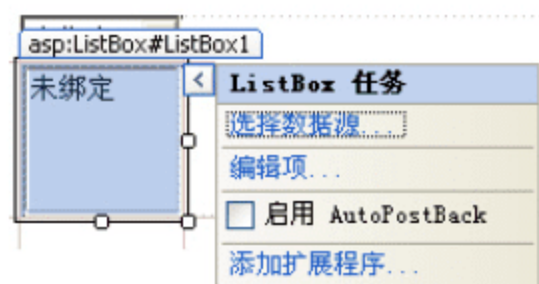 asp:ListBox#ListBox1
未绑定
ListBox 任务
选择数据源...
编辑项...
启用 AutoPostBack
添加扩展程序...